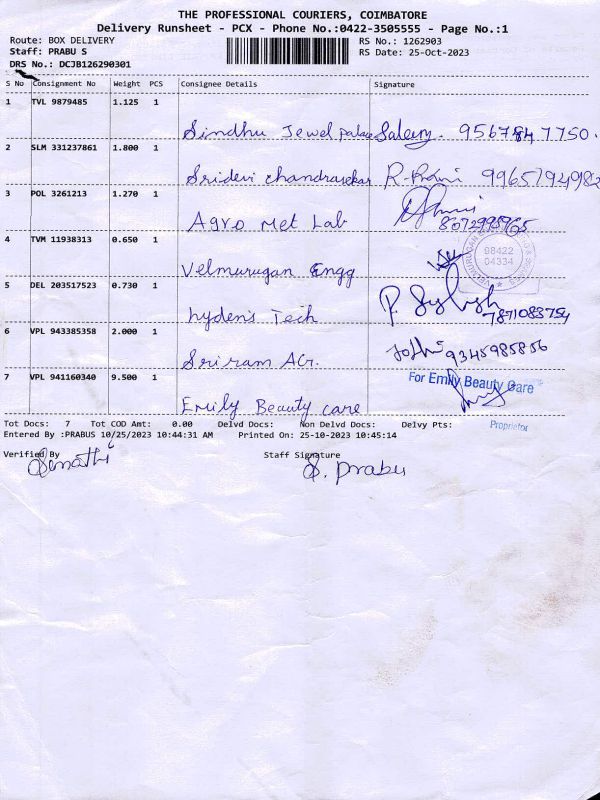 THE PROFESSIONAL COURIERS, COIMBATORE
Delivery Runsheet - PCX - Phone No.:0422-3505555 - Page No.:1
Route: BOX DELIVERY
RS No.: 1262903
Staff: PRABU S
RS Date: 25-Oct-2023
DRS No.: DCJB126290301
S No Consignment No Weight PCS Consignee Details Signature
1 TVL 9879485 1.125 1
Sindhu Jewel palace
2 SLM 331237861 1.800 1
Sridevi chandrasekar
3 POL 3261213 1.270 1
Agro Met Lab
4 TVM 11938313 0.650 1
98422
04334
Velmurugan Engg
5 DEL 203517523 0.730 1
hydens Tech
6 VPL 943385358 2.000 1
Sriram Acr. 9345985856
7 VPL 941160340 9.500 1
For Emily Beauty Care
Emily Beauty care
Proprietor
Tot Docs: 7 Tot COD Amt: 0.00 Delvd Docs: Non Delvd Docs: Delvy Pts:
Entered By :PRABUS 10/25/2023 10:44:31 AM Printed On: 25-10-2023 10:45:14
Verified By Staff Signature
S. Prabu